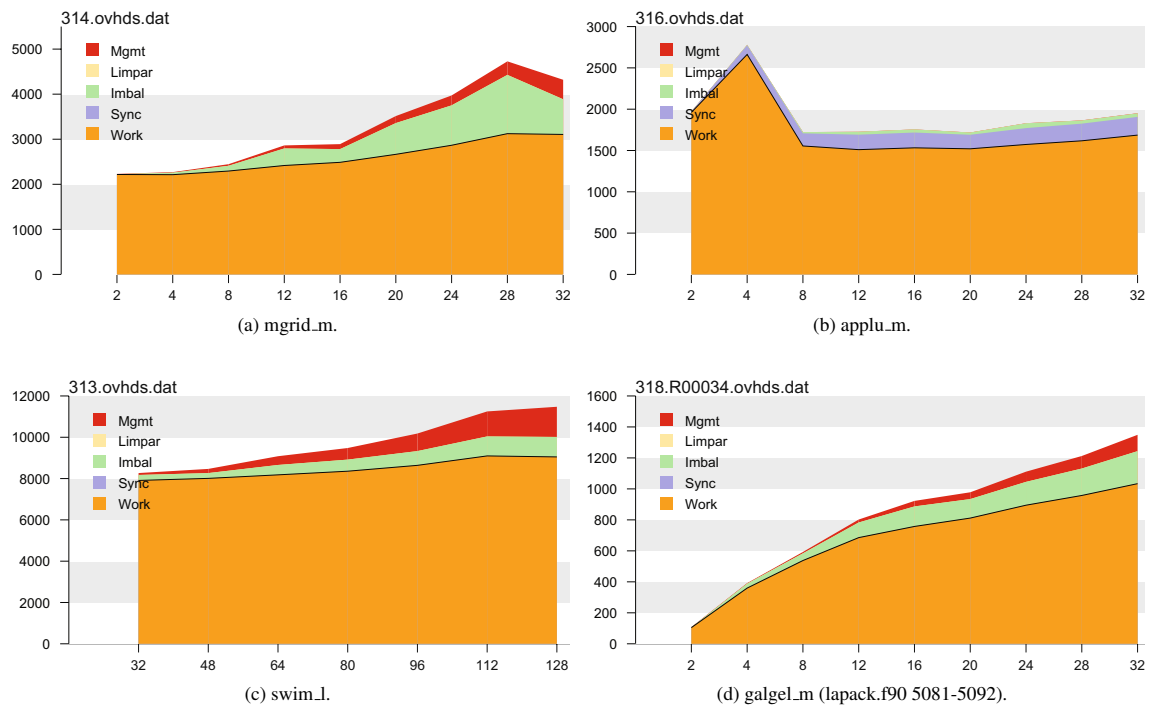 314.ovhds.dat
5000
4000
3000
2000
1000
0
Mgmt
Limpar
Imbal
Sync
Work
2 4 8 12 16 20 24 28 32
(a) mgrid_m.
316.ovhds.dat
3000
2500
2000
1500
1000
500
0
Mgmt
Limpar
Imbal
Sync
Work
2 4 8 12 16 20 24 28 32
(b) applu_m.
313.ovhds.dat
12000
10000
8000
6000
4000
2000
0
Mgmt
Limpar
Imbal
Sync
Work
32 48 64 80 96 112 128
(c) swim_l.
318.R00034.ovhds.dat
1600
1400
1200
1000
800
600
400
200
0
Mgmt
Limpar
Imbal
Sync
Work
2 4 8 12 16 20 24 28 32
(d) galgel_m (lapack.f90 5081-5092).